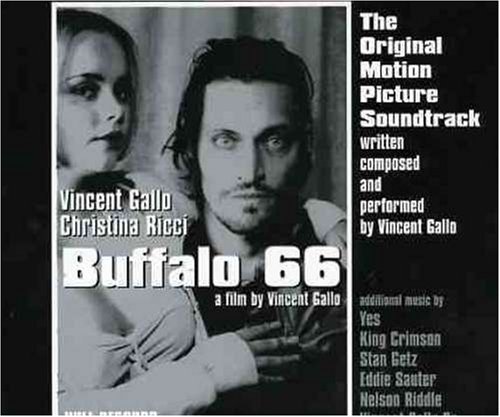 The
Original
Motion
Picture
Soundtrack
written
composed
and
performed
by Vincent Gallo
Vincent Gallo
Christina Ricci
Buffalo 66
a film by Vincent Gallo
additional music by
Yes
King Crimson
Stan Getz
Eddie Sauter
Nelson Riddle